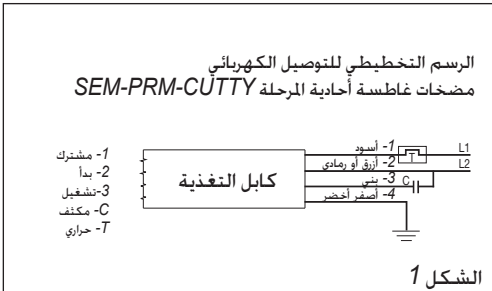 الرسم التخطيطي للتوصيل الكهربائي
مضخات غاطسة أحادية المرحلة SEM-PRM-CUTTY
1- مشترك
2- بدأ
3-تشغيل
C- مكثف
T- حراري
كابل التغذية
1- أسود
2- أزرق أو رمادى
3- بني
4- أصفر أخضر
T
C
L1
L2
الشكل 1